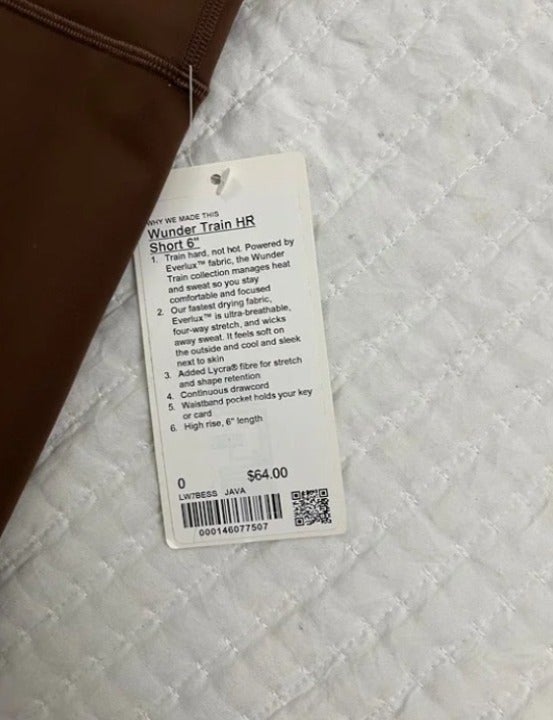 WHY WE MADE THIS
Wunder Train HR
Short 6"
1. Train hard, not hot. Powered by
Everlux™ fabric, the Wunder
Train collection manages heat
and sweat so you stay
comfortable and focused
2. Our fastest drying fabric,
Everlux™ is ultra-breathable,
four-way stretch, and wicks
away sweat. It feels soft on
the outside and cool and sleek
next to skin
3. Added Lycra® fibre for stretch
and shape retention
4. Continuous drawcord
5. Waistband pocket holds your key
or card
6. High rise, 6" length
0 $64.00
LW7BESS JAVA
000146077507